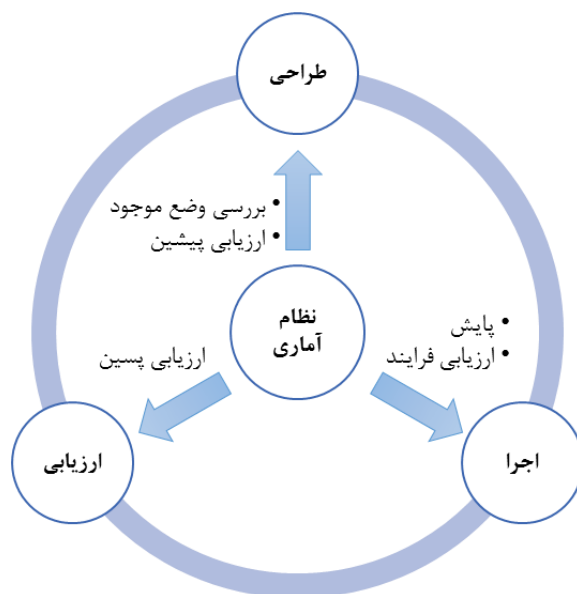 طراحی
• بررسی وضع موجود
• ارزیابی پیشین
نظام
آماری
• پایش
• ارزیابی فرایند
ارزیابی پسین
اجرا
ارزیابی